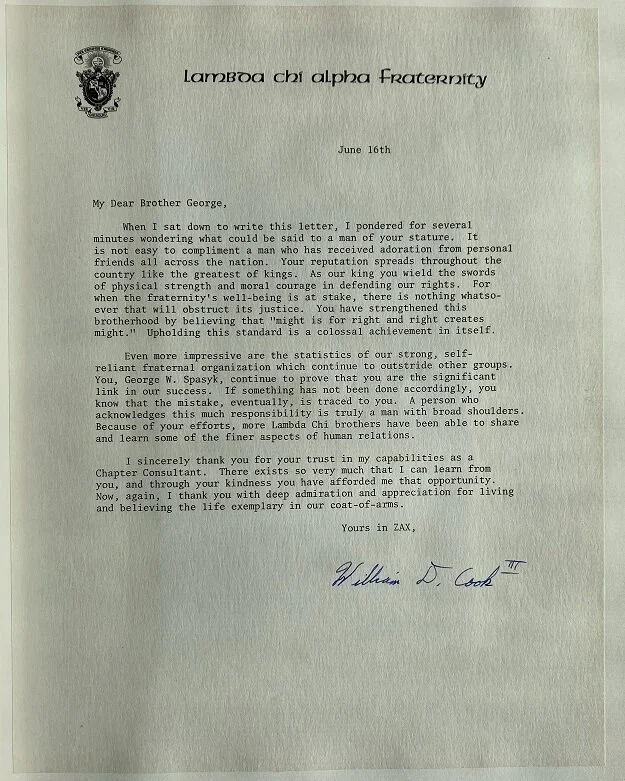 Lambda chi alpha Fraternity
June 16th
My Dear Brother George,
When I sat down to write this letter, I pondered for several
minutes wondering what could be said to a man of your stature. It
is not easy to compliment a man who has received adoration from personal
friends all across the nation. Your reputation spreads throughout the
country like the greatest of kings. As our king you wield the swords
of physical strength and moral courage in defending our rights. For
when the fraternity's well-being is at stake, there is nothing whatso-
ever that will obstruct its justice. You have strengthened this
brotherhood by believing that "might is for right and right creates
might." Upholding this standard is a colossal achievement in itself.
Even more impressive are the statistics of our strong, self-
reliant fraternal organization which continue to outstride other groups.
You, George W. Spasyk, continue to prove that you are the significant
link in our success. If something has not been done accordingly, you
know that the mistake, eventually, is traced to you. A person who
acknowledges this much responsibility is truly a man with broad shoulders.
Because of your efforts, more Lambda Chi brothers have been able to share
and learn some of the finer aspects of human relations.
I sincerely thank you for your trust in my capabilities as a
Chapter Consultant. There exists so very much that I can learn from
you, and through your kindness you have afforded me that opportunity.
Now, again, I thank you with deep admiration and appreciation for living
and believing the life exemplary in our coat-of-arms.
Yours in ZAX,
William D. Cook III